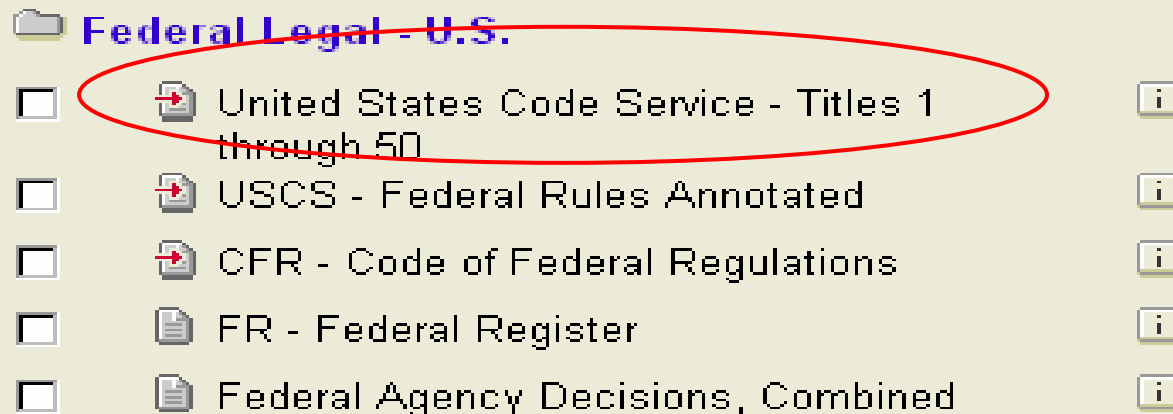 Federal Legal - U.S.
United States Code Service - Titles 1
through 50
USCS - Federal Rules Annotated
CFR - Code of Federal Regulations
FR - Federal Register
Federal Agency Decisions, Combined